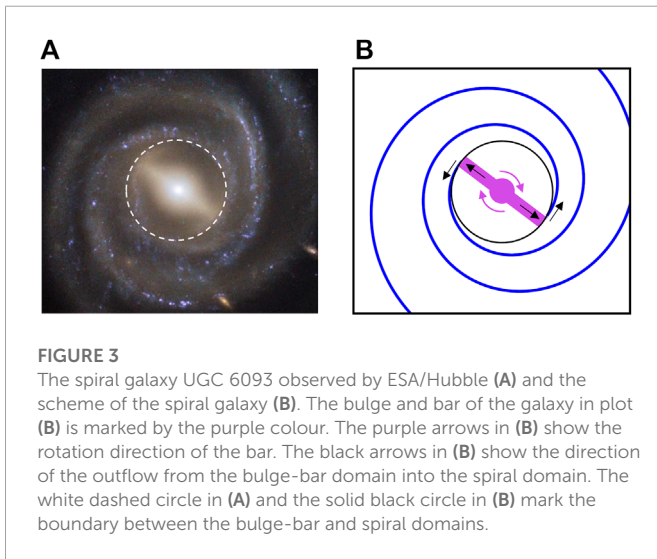 A
B
FIGURE 3
The spiral galaxy UGC 6093 observed by ESA/Hubble (A) and the
scheme of the spiral galaxy (B). The bulge and bar of the galaxy in plot
(B) is marked by the purple colour. The purple arrows in (B) show the
rotation direction of the bar. The black arrows in (B) show the direction
of the outflow from the bulge-bar domain into the spiral domain. The
white dashed circle in (A) and the solid black circle in (B) mark the
boundary between the bulge-bar and spiral domains.